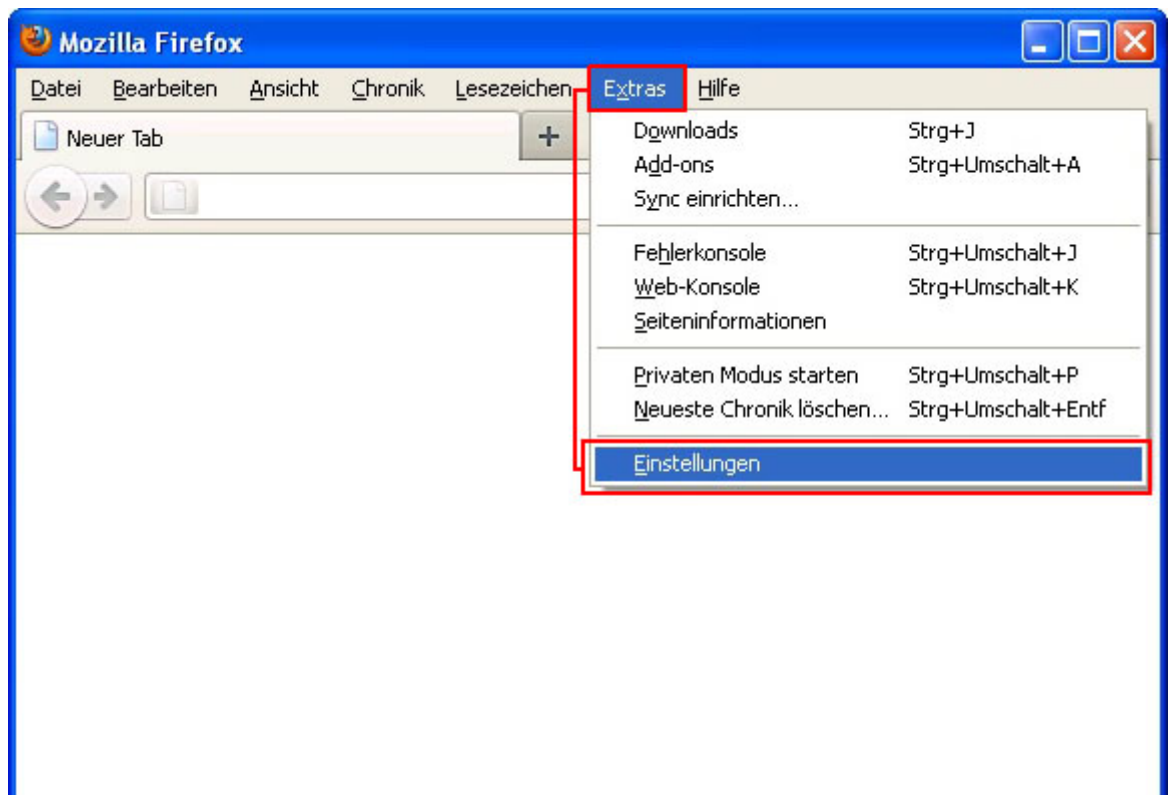 Mozilla Firefox
Datei Bearbeiten Ansicht Chronik Lesezeichen Extras Hilfe
Neuer Tab +
Downloads Strg+J
Add-ons Strg+Umschalt+A
Sync einrichten...
Fehlerkonsole Strg+Umschalt+J
Web-Konsole Strg+Umschalt+K
Seiteninformationen
Privaten Modus starten Strg+Umschalt+P
Neueste Chronik löschen... Strg+Umschalt+Entf
Einstellungen